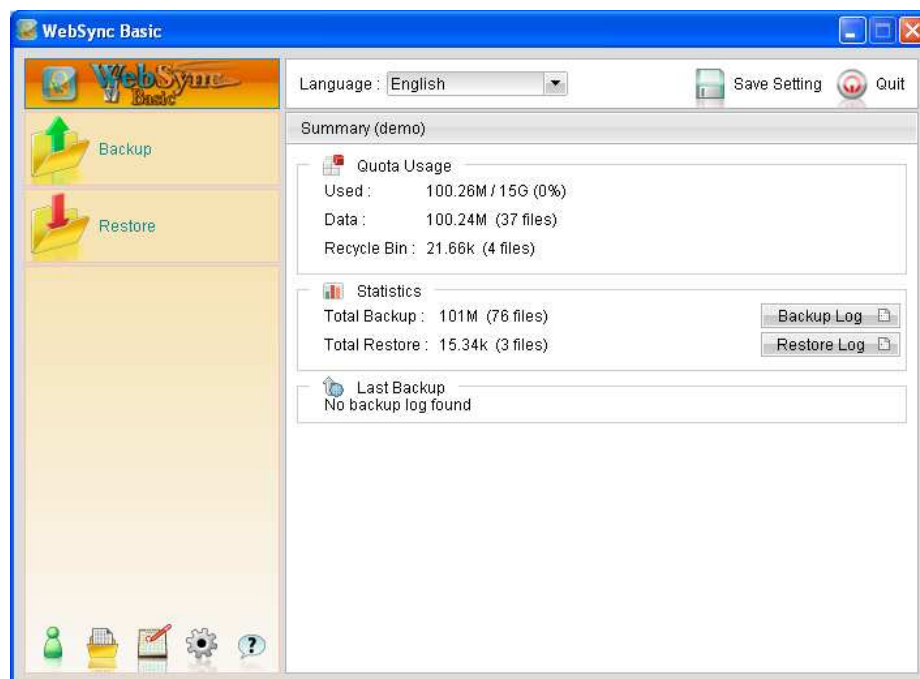 WebSync Basic
WebSync
Basic
Language : English
Save Setting
Quit
Backup
Restore
Summary (demo)
Quota Usage
Used : 100.26M / 15G (0%)
Data : 100.24M (37 files)
Recycle Bin : 21.66k (4 files)
Statistics
Total Backup : 101M (76 files)
Backup Log
Total Restore : 15.34k (3 files)
Restore Log
Last Backup
No backup log found
?